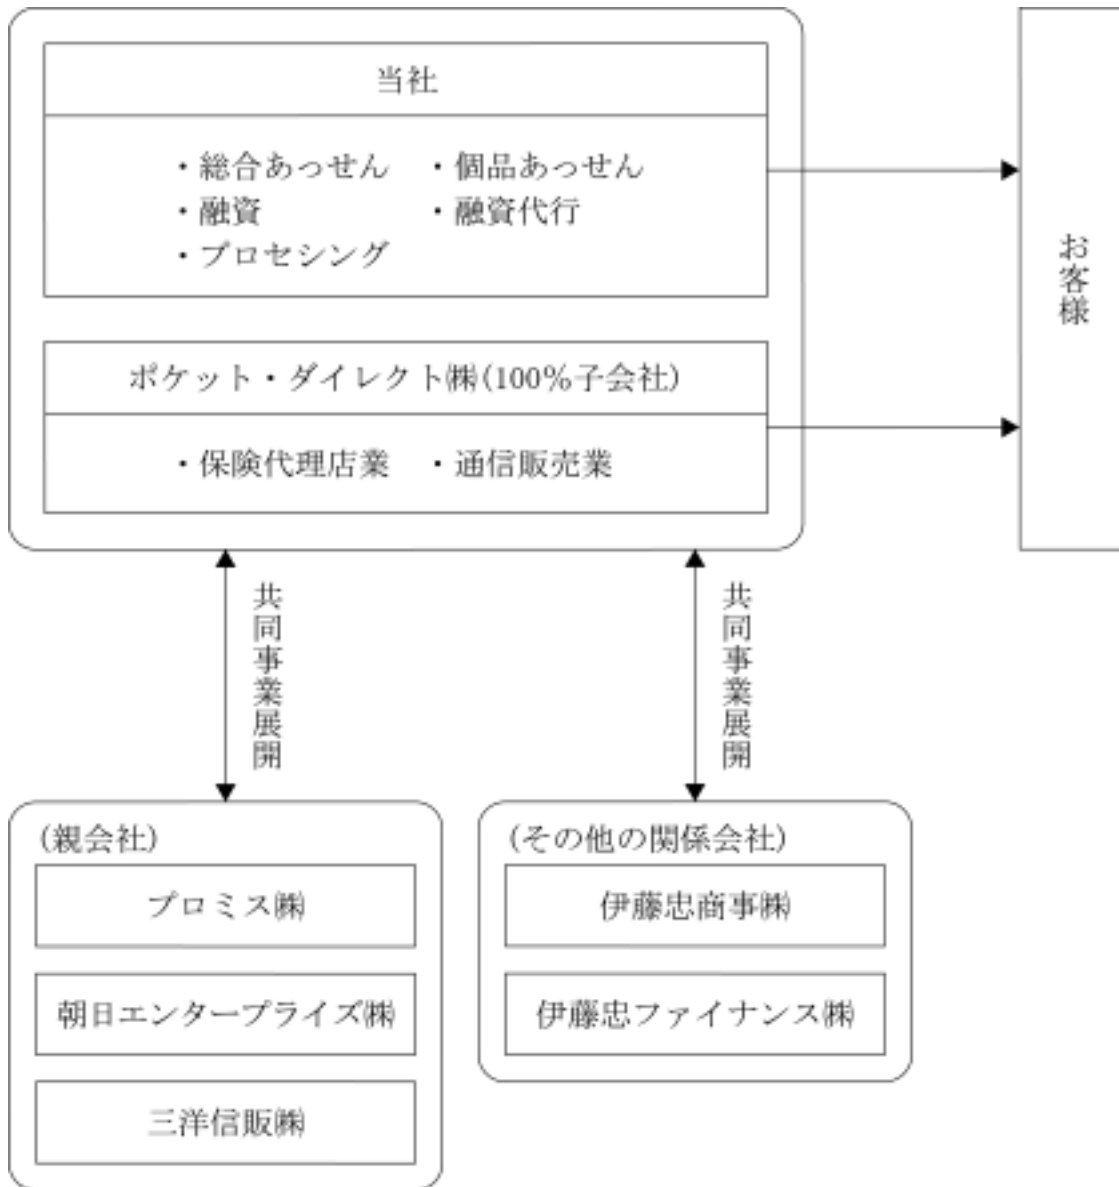 当社
・総合あっせん ・個品あっせん
・融資 ・融資代行
・プロセシング
ポケット・ダイレクト㈱(100%子会社)
・保険代理店業 ・通信販売業
お客様
共同事業展開
共同事業展開
(親会社)
プロミス㈱
朝日エンタープライズ㈱
三洋信販㈱
(その他の関係会社)
伊藤忠商事㈱
伊藤忠ファイナンス㈱